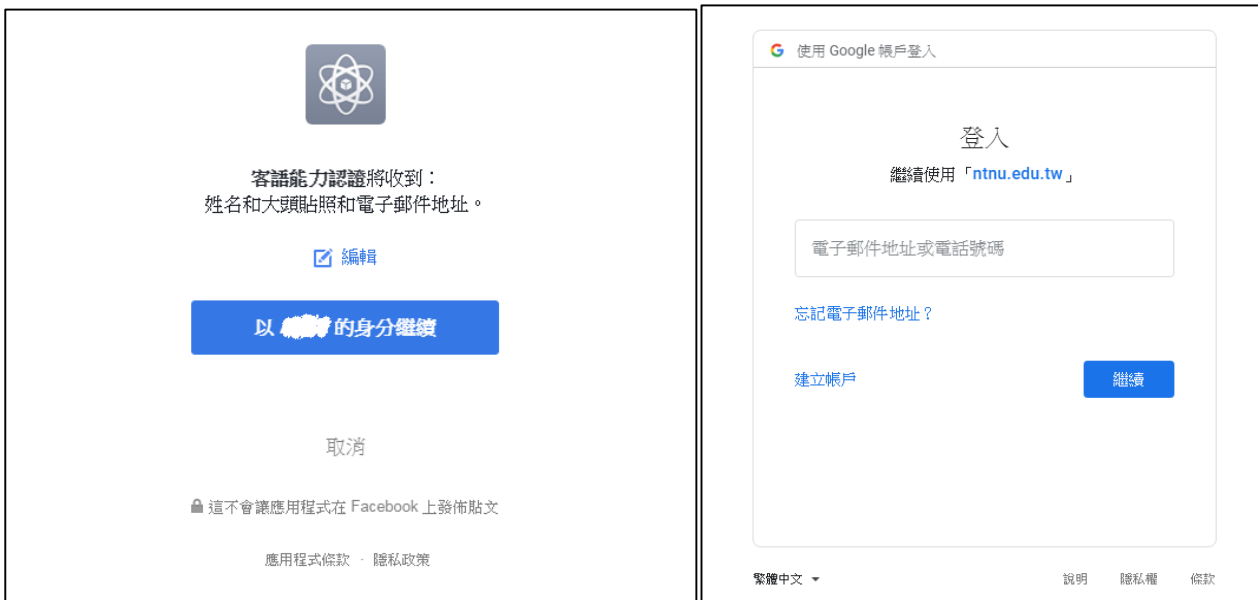 客語能力認證將收到：
姓名和大頭貼照和電子郵件地址。
編輯
以 的身分繼續
取消
這不會讓應用程式在 Facebook 上發佈貼文
應用程式條款 · 隱私政策
使用 Google 帳戶登入
登入
繼續使用「ntnu.edu.tw」
電子郵件地址或電話號碼
忘記電子郵件地址？
建立帳戶
繼續
繁體中文
說明 隱私權 條款